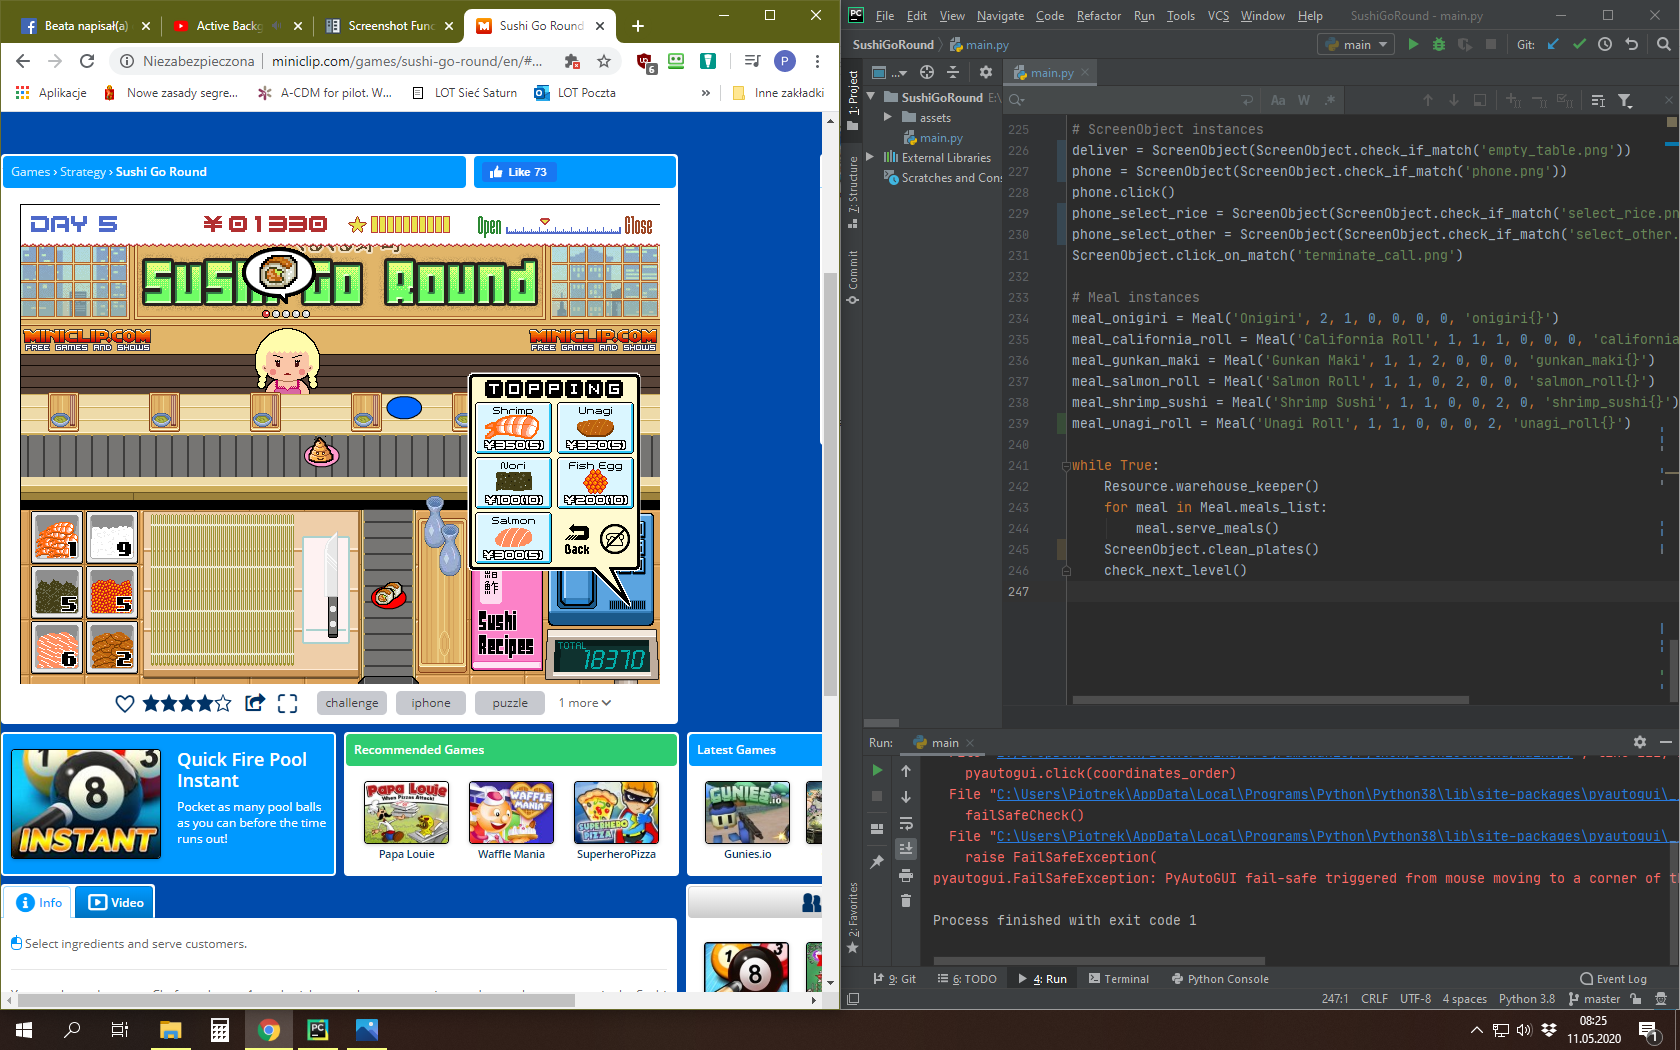 Beata napisał(a)
Active Backg
Screenshot Func
Sushi Go Round
Niezabezpieczona
miniclip.com/games/sushi-go-round/en/#...
6
P
Aplikacje
Nowe zasady segre...
A-CDM for pilot. W...
LOT Sieć Saturn
LOT Poczta
»
Inne zakładki
Games › Strategy › Sushi Go Round
Like 73
DAY 5
¥01330
Open
Close
Sushi Go Round
MINICLIP.COM
FREE GAMES AND SHOWS
MINICLIP.COM
FREE GAMES AND SHOWS
TOPPING
Shrimp
¥350(5)
Unagi
¥350(5)
Nori
¥100(10)
Fish Egg
¥200(10)
Salmon
¥300(5)
Back
1
9
5
5
6
2
Sushi
Recipes
TOTAL
18370
challenge
iphone
puzzle
1 more
Quick Fire Pool
Instant
Pocket as many pool balls
as you can before the time
runs out!
INSTANT
Recommended Games
Papa Louie
Waffle Mania
SuperheroPizza
Latest Games
Gunies.io
Info
Video
Select ingredients and serve customers.
PC
File Edit View Navigate Code Refactor Run Tools VCS Window Help
SushiGoRound - main.py
SushiGoRound
main.py
main
Git:
1: Project
7: Structure
Commit
2: Favorites
SushiGoRound E:\
assets
main.py
External Libraries
Scratches and Cons
main.py
Aa W .*
225 # ScreenObject instances
226 deliver = ScreenObject(ScreenObject.check_if_match('empty_table.png'))
227 phone = ScreenObject(ScreenObject.check_if_match('phone.png'))
228 phone.click()
229 phone_select_rice = ScreenObject(ScreenObject.check_if_match('select_rice.pn
230 phone_select_other = ScreenObject(ScreenObject.check_if_match('select_other.
231 ScreenObject.click_on_match('terminate_call.png')
232
233 # Meal instances
234 meal_onigiri = Meal('Onigiri', 2, 1, 0, 0, 0, 0, 'onigiri{}')
235 meal_california_roll = Meal('California Roll', 1, 1, 1, 0, 0, 0, 'california
236 meal_gunkan_maki = Meal('Gunkan Maki', 1, 1, 2, 0, 0, 0, 'gunkan_maki{}')
237 meal_salmon_roll = Meal('Salmon Roll', 1, 1, 0, 2, 0, 0, 'salmon_roll{}')
238 meal_shrimp_sushi = Meal('Shrimp Sushi', 1, 1, 0, 0, 2, 0, 'shrimp_sushi{}')
239 meal_unagi_roll = Meal('Unagi Roll', 1, 1, 0, 0, 0, 2, 'unagi_roll{}')
240
241 while True:
242 Resource.warehouse_keeper()
243 for meal in Meal.meals_list:
244 meal.serve_meals()
245 ScreenObject.clean_plates()
246 check_next_level()
247
Run:
main
pyautogui.click(coordinates_order)
File "C:\Users\Piotrek\AppData\Local\Programs\Python\Python38\lib\site-packages\pyautogui\_
failSafeCheck()
File "C:\Users\Piotrek\AppData\Local\Programs\Python\Python38\lib\site-packages\pyautogui\_
raise FailSafeException(
pyautogui.FailSafeException: PyAutoGUI fail-safe triggered from mouse moving to a corner of th
Process finished with exit code 1
9: Git
6: TODO
4: Run
Terminal
Python Console
Event Log
247:1 CRLF UTF-8 4 spaces Python 3.8 master
08:25
11.05.2020
1